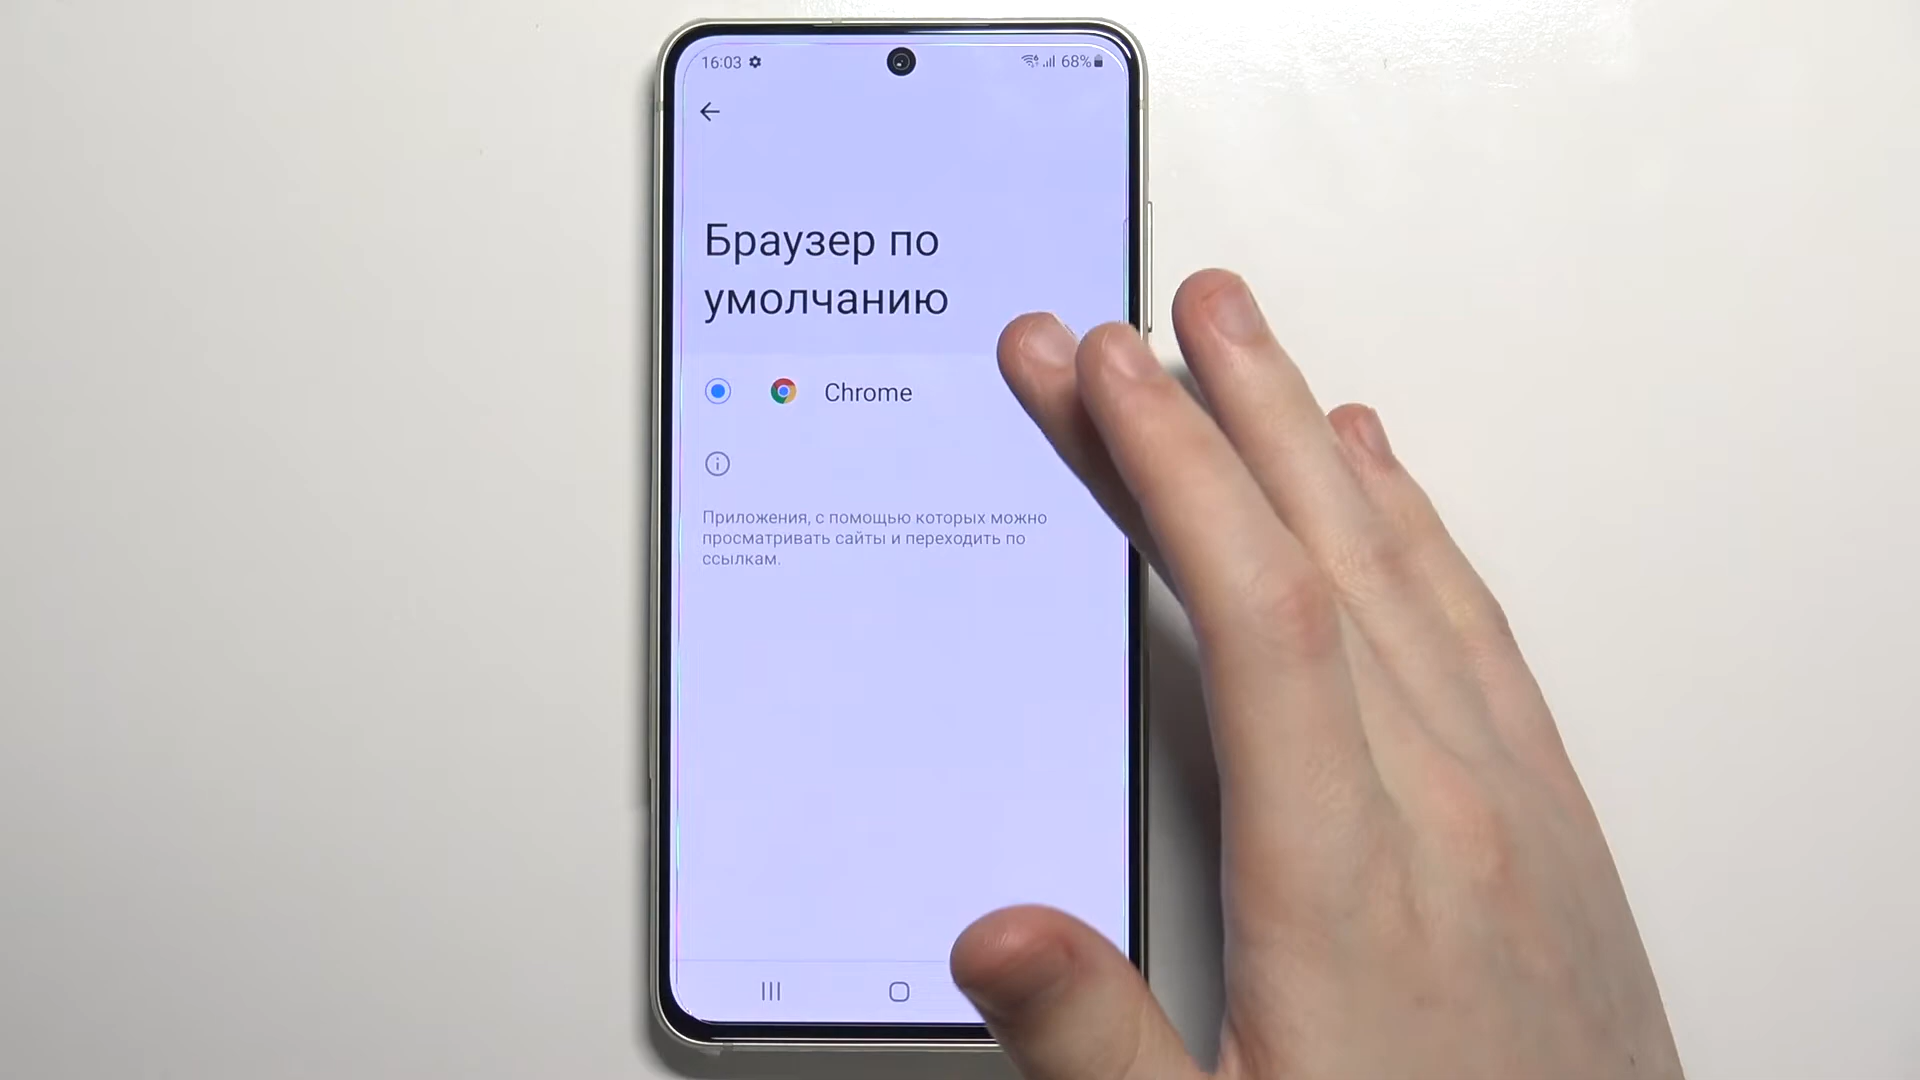 16:03 68%
Браузер по
умолчанию
Chrome
Приложения, с помощью которых можно
просматривать сайты и переходить по
ссылкам.